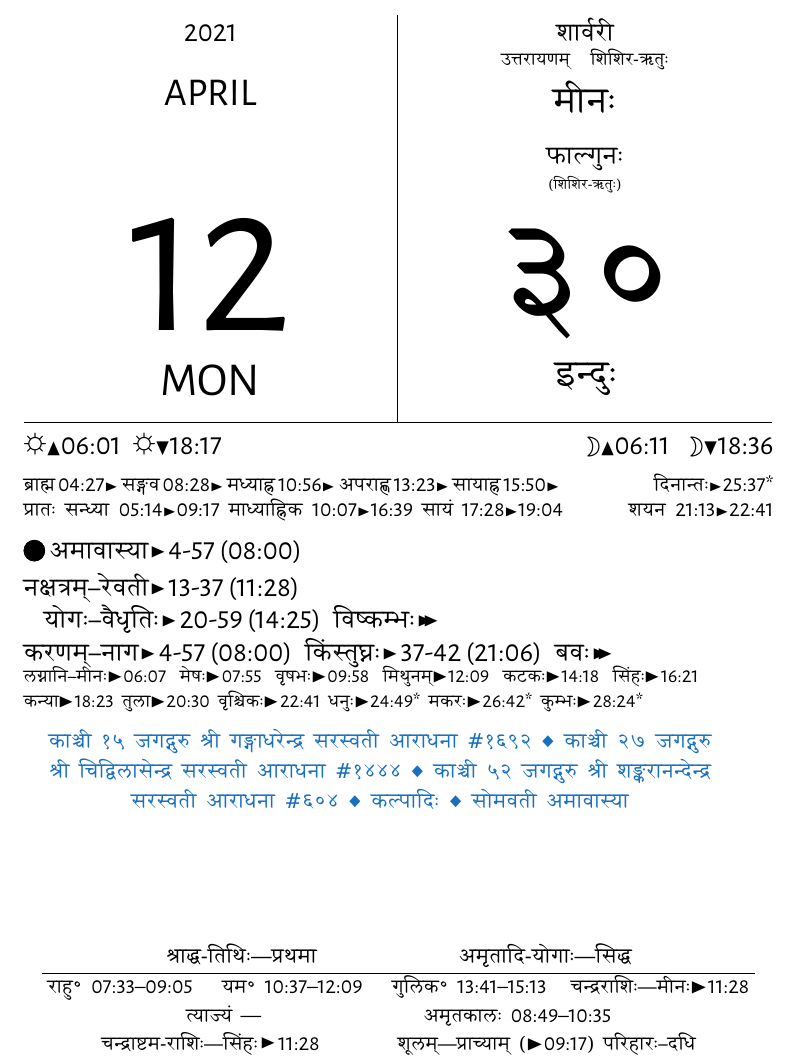 2021
APRIL
12
MON
शार्वरी
उत्तरायणम् शिशिर-ऋतुः
मीनः
फाल्गुनः
(शिशिर-ऋतुः)
३०
इन्दुः
☼▲06:01 ☼▼18:17 ☽▲06:11 ☽▼18:36
ब्राह्म04:27► सङ्गव08:28► मध्याह्न10:56► अपराह्ण13:23► सायाह्न15:50► दिनान्तः►25:37*
प्रातः सन्ध्या 05:14►09:17 माध्याह्निक 10:07►16:39 सायं 17:28►19:04 शयन 21:13►22:41
●अमावास्या►4-57 (08:00)
नक्षत्रम्–रेवती►13-37 (11:28)
योगः–वैधृतिः►20-59 (14:25) विष्कम्भः►►
करणम्–नाग►4-57 (08:00) किंस्तुघ्नः►37-42 (21:06) बवः►►
लग्नानि–मीनः►06:07 मेषः►07:55 वृषभः►09:58 मिथुनम्►12:09 कटकः►14:18 सिंहः►16:21
कन्या►18:23 तुला►20:30 वृश्चिकः►22:41 धनुः►24:49* मकरः►26:42* कुम्भः►28:24*
काञ्ची १५ जगद्गुरु श्री गङ्गाधरेन्द्र सरस्वती आराधना #१६९२ ◆ काञ्ची २७ जगद्गुरु
श्री चिद्विलासेन्द्र सरस्वती आराधना #१४४४ ◆ काञ्ची ५२ जगद्गुरु श्री शङ्करानन्देन्द्र
सरस्वती आराधना #६०४ ◆ कल्पादिः ◆ सोमवती अमावास्या
श्राद्ध-तिथिः—प्रथमा अमृतादि-योगाः—सिद्ध
राहु॰ 07:33–09:05 यम॰ 10:37–12:09 गुलिक॰ 13:41–15:13 चन्द्रराशिः—मीनः►11:28
त्याज्यं — अमृतकालः 08:49–10:35
चन्द्राष्टम-राशिः—सिंहः►11:28 शूलम्—प्राच्याम् (►09:17) परिहारः–दधि